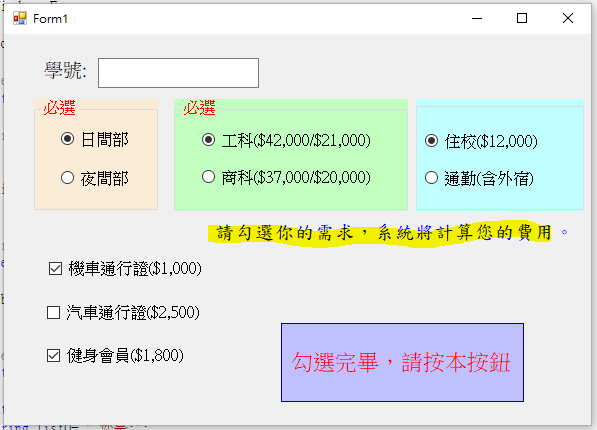 Form1
學號:
必選
必選
日間部
工科($42,000/$21,000)
住校($12,000)
夜間部
商科($37,000/$20,000)
通勤(含外宿)
請勾選你的需求，系統將計算您的費用。
機車通行證($1,000)
汽車通行證($2,500)
健身會員($1,800)
勾選完畢，請按本按鈕